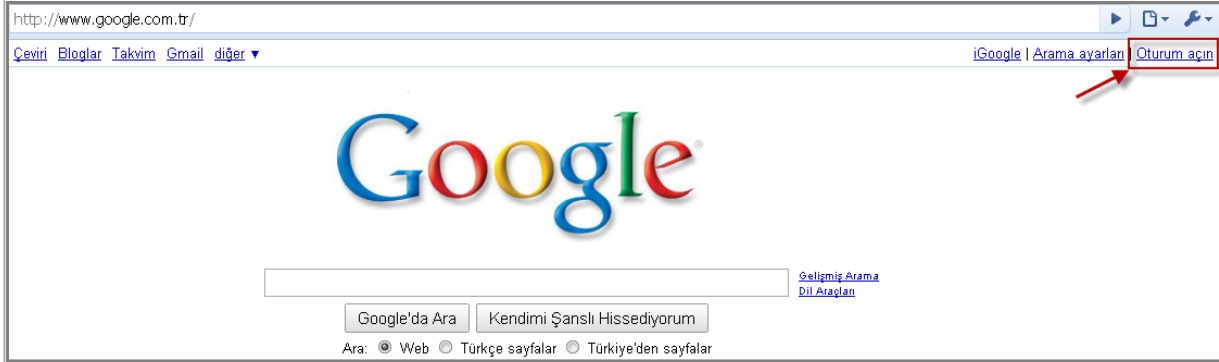 http://www.google.com.tr/
Çeviri Bloglar Takvim Gmail diğer ▼ iGoogle | Arama ayarları | Oturum açın
Google®
Gelişmiş Arama
Dil Araçları
Google'da Ara Kendimi Şanslı Hissediyorum
Ara: Web Türkçe sayfalar Türkiye'den sayfalar